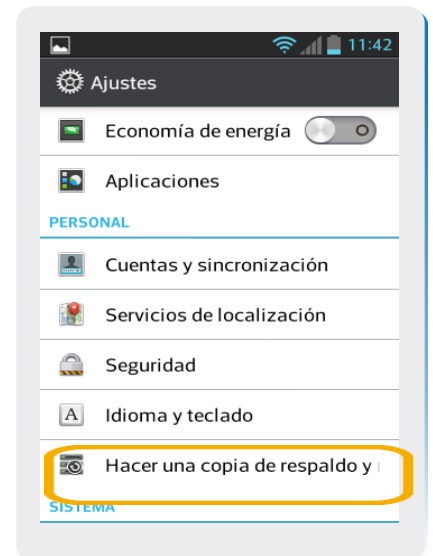 11:42
Ajustes
Economía de energía
Aplicaciones
PERSONAL
Cuentas y sincronización
Servicios de localización
Seguridad
A Idioma y teclado
Hacer una copia de respaldo y
SISTEMA